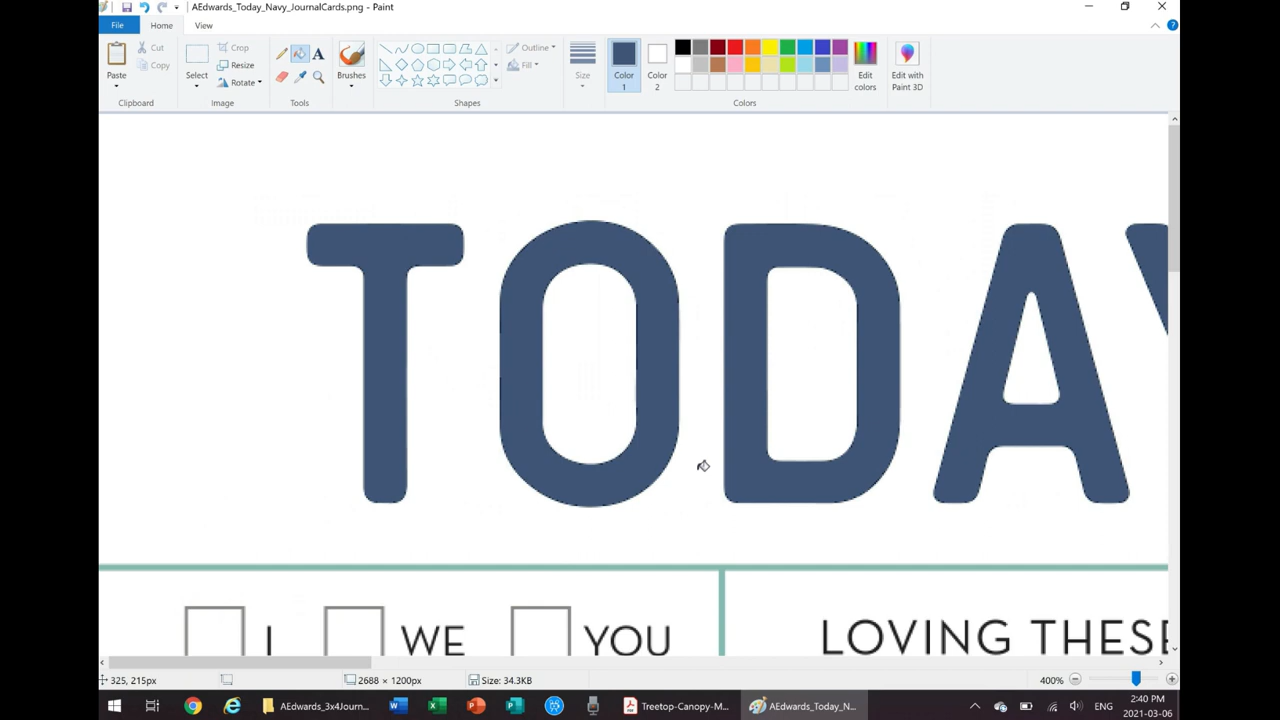 AEdwards_Today_Navy_JournalCards.png - Paint
File Home View
Paste
Cut
Copy
Clipboard
Select
Crop
Resize
Rotate
Image
A
Tools
Brushes
Outline
Fill
Shapes
Size
Color
1
Color
2
Edit
colors
Colors
Edit with
Paint 3D
TODAY
I WE YOU LOVING THESE
325, 215px
2688 × 1200px
Size: 34.3KB
400%
AEdwards_3x4Journ...
Treetop-Canopy-M...
AEdwards_Today_N...
ENG
2:40 PM
2021-03-06